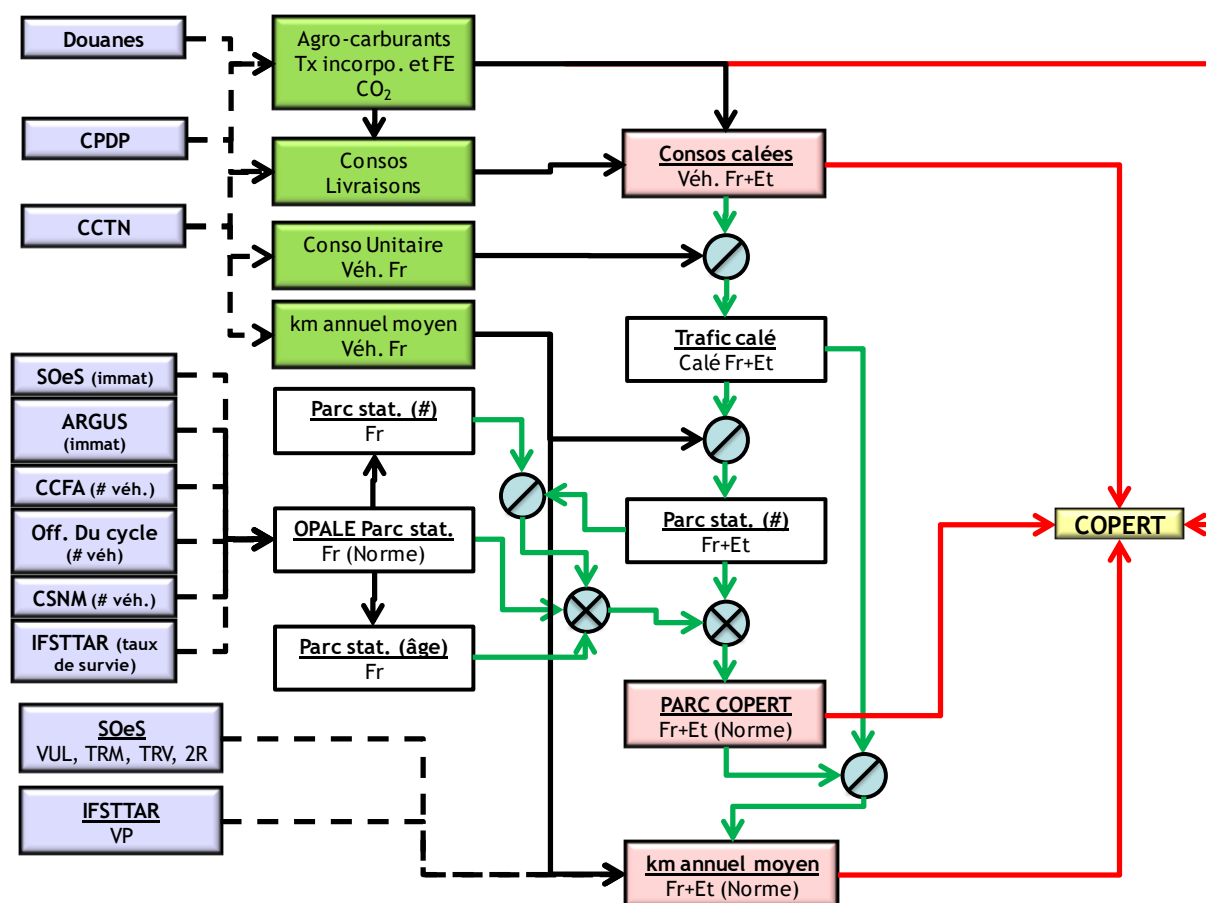 Douanes
CPDP
CCTN
SOeS (immat)
ARGUS
(immat)
CCFA (# véh.)
Off. Du cycle
(# véh)
CSNM (# véh.)
IFSTTAR (taux
de survie)
SOeS
VUL, TRM, TRV, 2R
IFSTTAR
VP
Agro-carburants
Tx incorpo. et FE
CO₂
Consos
Livraisons
Conso Unitaire
Véh. Fr
km annuel moyen
Véh. Fr
Parc stat. (#)
Fr
OPALE Parc stat.
Fr (Norme)
Parc stat. (âge)
Fr
Consos calées
Véh. Fr+Et
Trafic calé
Calé Fr+Et
Parc stat. (#)
Fr+Et
PARC COPERT
Fr+Et (Norme)
km annuel moyen
Fr+Et (Norme)
COPERT